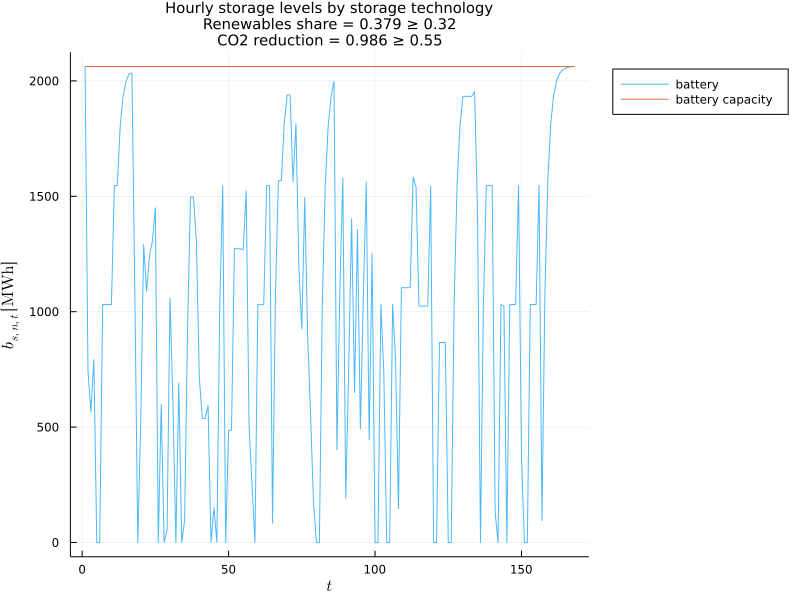 Hourly storage levels by storage technology
Renewables share = 0.379 ≥ 0.32
CO2 reduction = 0.986 ≥ 0.55
battery
battery capacity
2000
1500
1000
500
0
b_{s, n, t} [MWh]
0 50 100 150
t